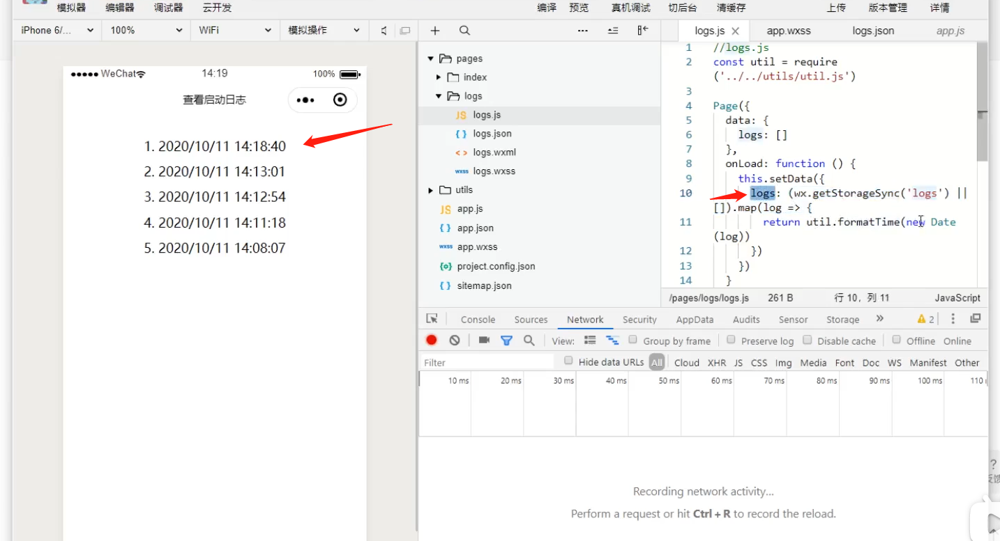 模拟器 编辑器 调试器 云开发 编译 预览 真机调试 切后台 清缓存 上传 版本管理 详情
iPhone 6/... 100% WiFi 模拟操作
logs.js app.wxss logs.json app.js
WeChat 14:19 100%
查看启动日志
1. 2020/10/11 14:18:40
2. 2020/10/11 14:13:01
3. 2020/10/11 14:12:54
4. 2020/10/11 14:11:18
5. 2020/10/11 14:08:07
pages
index
logs
JS logs.js
{ } logs.json
< > logs.wxml
wxss logs.wxss
utils
JS app.js
{ } app.json
wxss app.wxss
{o} project.config.json
{ } sitemap.json
1 //logs.js
2 const util = require
('../../utils/util.js')
3
4 Page({
5 data: {
6 logs: []
7 },
8 onLoad: function () {
9 this.setData({
10 logs: (wx.getStorageSync('logs') ||
[]).map(log => {
11 return util.formatTime(new Date
(log))
12 })
13 })
14 }
/pages/logs/logs.js 261 B 行 10，列 11 JavaScript
Console Sources Network Security AppData Audits Sensor Storage » 2
View: Group by frame Preserve log Disable cache Offline Online
Filter Hide data URLs All Cloud XHR JS CSS Img Media Font Doc WS Manifest Other
10 ms 20 ms 30 ms 40 ms 50 ms 60 ms 70 ms 80 ms 90 ms 100 ms 110
Recording network activity...
Perform a request or hit Ctrl + R to record the reload.
?
反馈